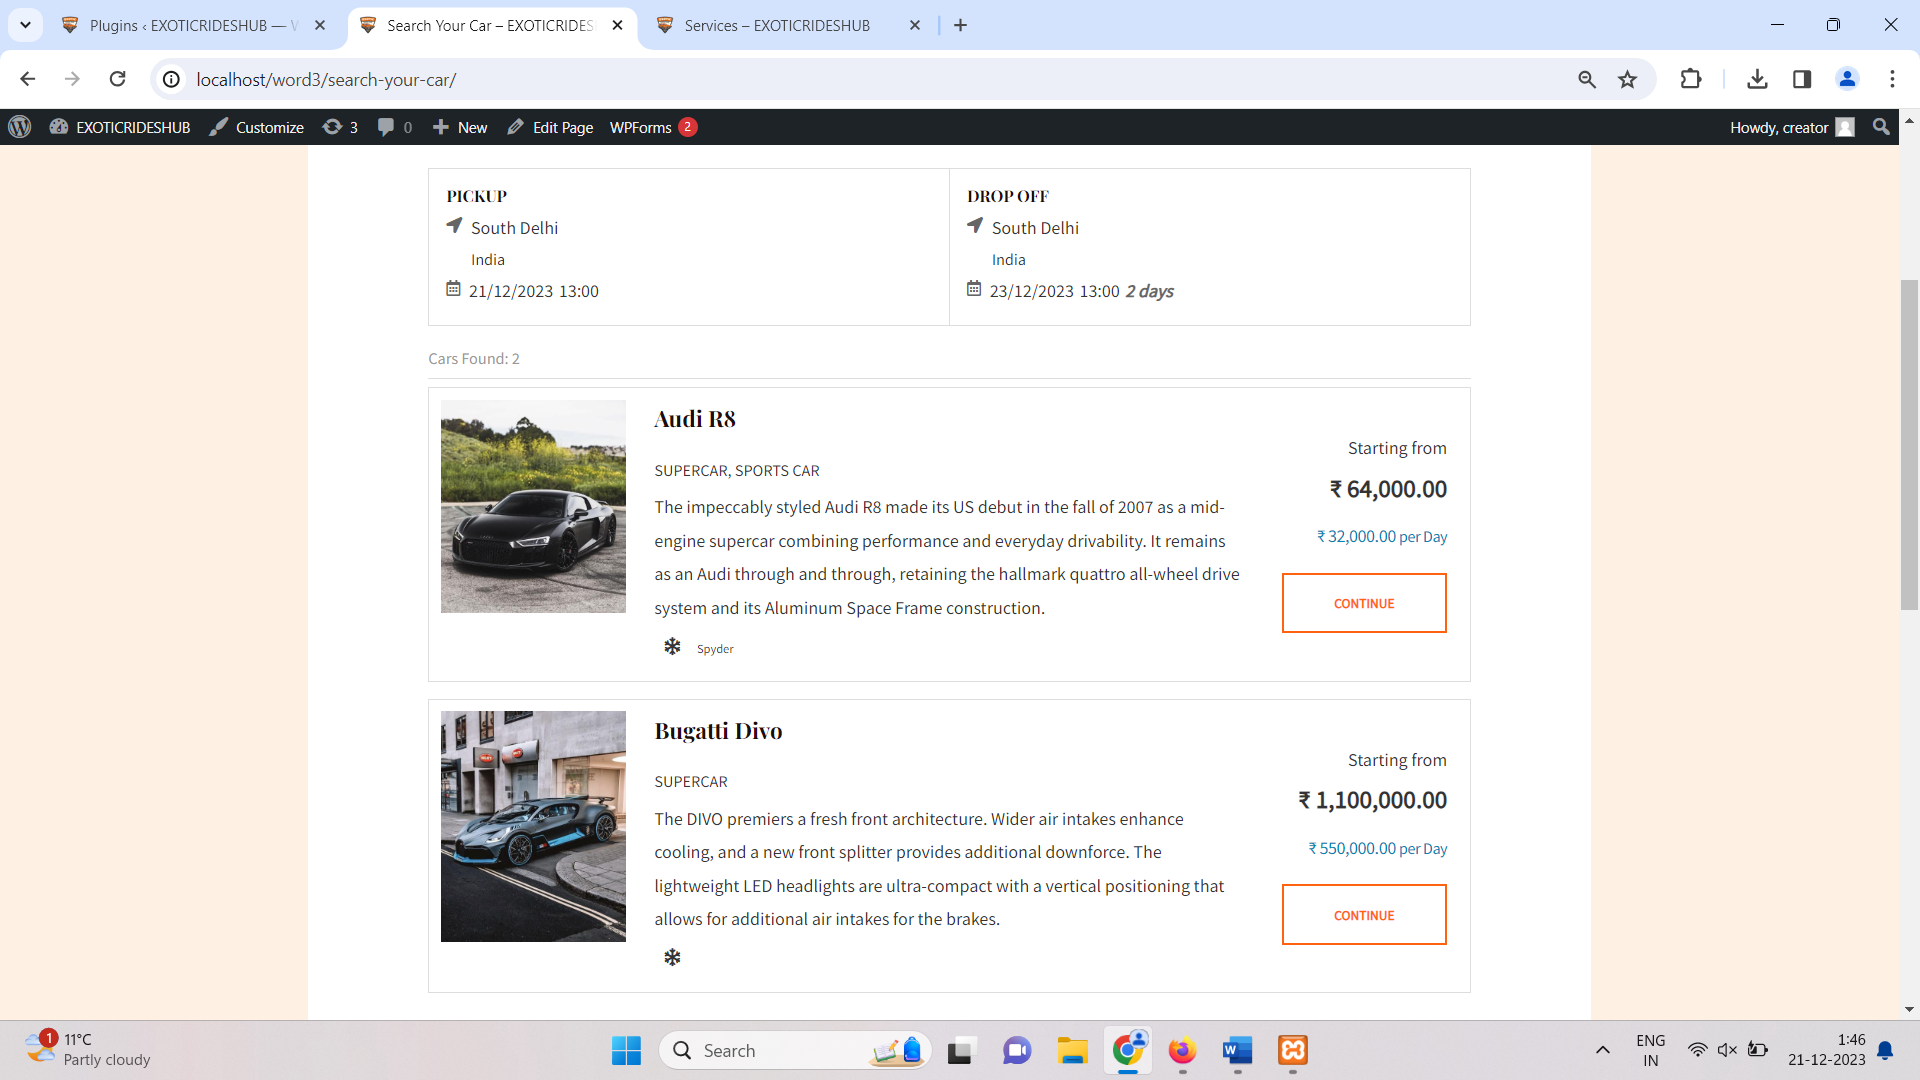 Plugins ‹ EXOTICRIDESHUB —
Search Your Car – EXOTICRIDES
Services – EXOTICRIDESHUB
localhost/word3/search-your-car/
EXOTICRIDESHUB Customize 3 0 New Edit Page WPForms 2 Howdy, creator
PICKUP
South Delhi
India
21/12/2023 13:00
DROP OFF
South Delhi
India
23/12/2023 13:00 2 days
Cars Found: 2
Audi R8
SUPERCAR, SPORTS CAR
The impeccably styled Audi R8 made its US debut in the fall of 2007 as a mid-
engine supercar combining performance and everyday drivability. It remains
as an Audi through and through, retaining the hallmark quattro all-wheel drive
system and its Aluminum Space Frame construction.
Spyder
Starting from
₹ 64,000.00
₹ 32,000.00 per Day
CONTINUE
Bugatti Divo
SUPERCAR
The DIVO premiers a fresh front architecture. Wider air intakes enhance
cooling, and a new front splitter provides additional downforce. The
lightweight LED headlights are ultra-compact with a vertical positioning that
allows for additional air intakes for the brakes.
Starting from
₹ 1,100,000.00
₹ 550,000.00 per Day
CONTINUE
1
11°C
Partly cloudy
Search
ENG
IN
1:46
21-12-2023